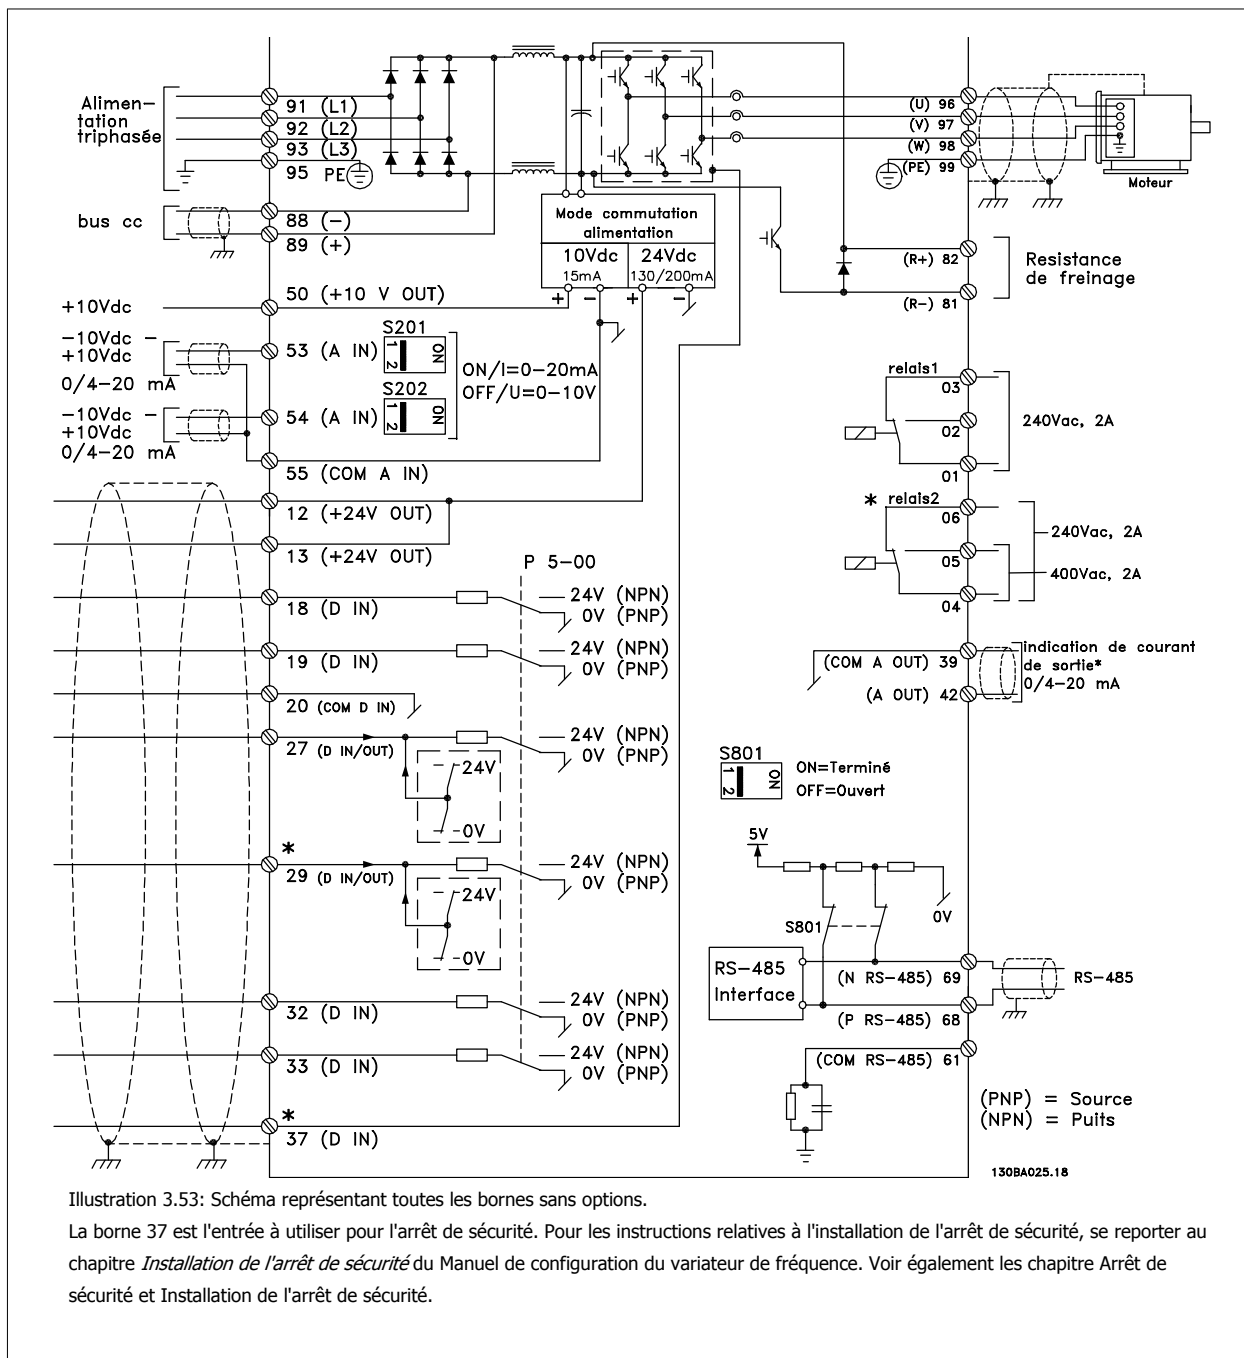 Alimen-
tation
triphasée
91 (L1)
92 (L2)
93 (L3)
95 PE
bus cc
88 (−)
89 (+)
+10Vdc
50 (+10 V OUT)
−10Vdc −
+10Vdc
0/4−20 mA
53 (A IN)
−10Vdc −
+10Vdc
0/4−20 mA
54 (A IN)
55 (COM A IN)
S201
1 2 ON
S202
1 2 ON
ON/I=0−20mA
OFF/U=0−10V
Mode commutation
alimentation
10Vdc
15mA
24Vdc
130/200mA
+ − + −
12 (+24V OUT)
13 (+24V OUT)
P 5-00
18 (D IN)
24V (NPN)
0V (PNP)
19 (D IN)
24V (NPN)
0V (PNP)
20 (COM D IN)
27 (D IN/OUT)
24V (NPN)
0V (PNP)
24V
0V
*
29 (D IN/OUT)
24V (NPN)
0V (PNP)
24V
0V
32 (D IN)
24V (NPN)
0V (PNP)
33 (D IN)
24V (NPN)
0V (PNP)
*
37 (D IN)
(U) 96
(V) 97
(W) 98
(PE) 99
Moteur
(R+) 82
(R−) 81
Resistance
de freinage
relais1
03
02
01
240Vac, 2A
* relais2
06
05
04
240Vac, 2A
400Vac, 2A
(COM A OUT) 39
(A OUT) 42
indication de courant
de sortie*
0/4−20 mA
S801
1 2 ON
ON=Terminé
OFF=Ouvert
5V
0V
S801
RS-485
Interface
(N RS-485) 69
(P RS-485) 68
(COM RS-485) 61
RS-485
(PNP) = Source
(NPN) = Puits
130BA025.18
Illustration 3.53: Schéma représentant toutes les bornes sans options.
La borne 37 est l'entrée à utiliser pour l'arrêt de sécurité. Pour les instructions relatives à l'installation de l'arrêt de sécurité, se reporter au
chapitre Installation de l'arrêt de sécurité du Manuel de configuration du variateur de fréquence. Voir également les chapitre Arrêt de
sécurité et Installation de l'arrêt de sécurité.